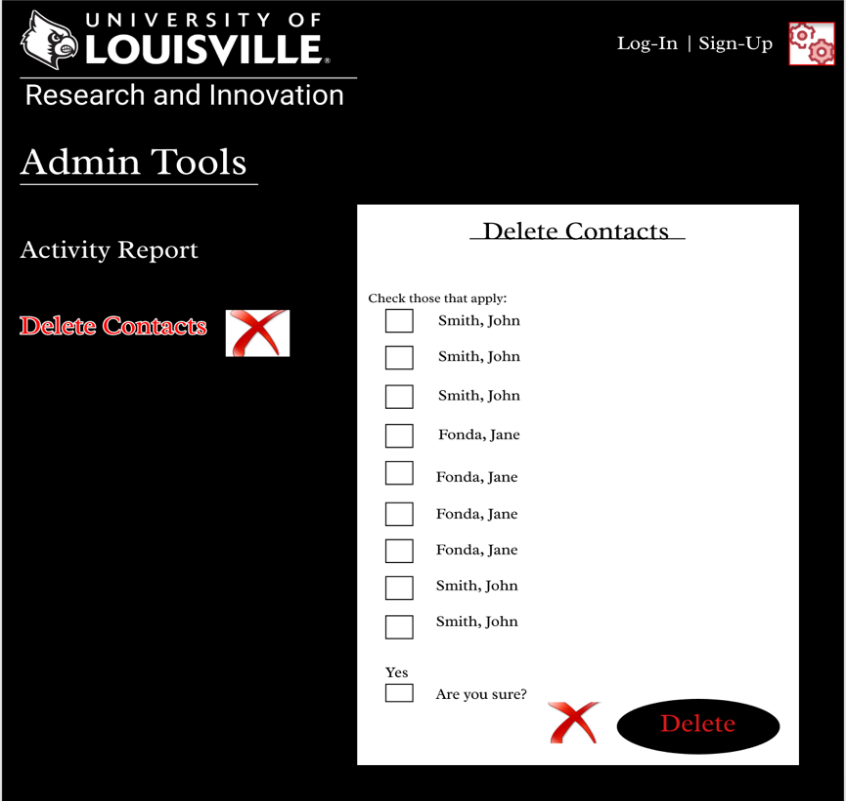 UNIVERSITY OF
LOUISVILLE.
Research and Innovation
Log-In | Sign-Up
Admin Tools
Activity Report
Delete Contacts
Delete Contacts
Check those that apply:
Smith, John
Smith, John
Smith, John
Fonda, Jane
Fonda, Jane
Fonda, Jane
Fonda, Jane
Smith, John
Smith, John
Yes
Are you sure?
Delete